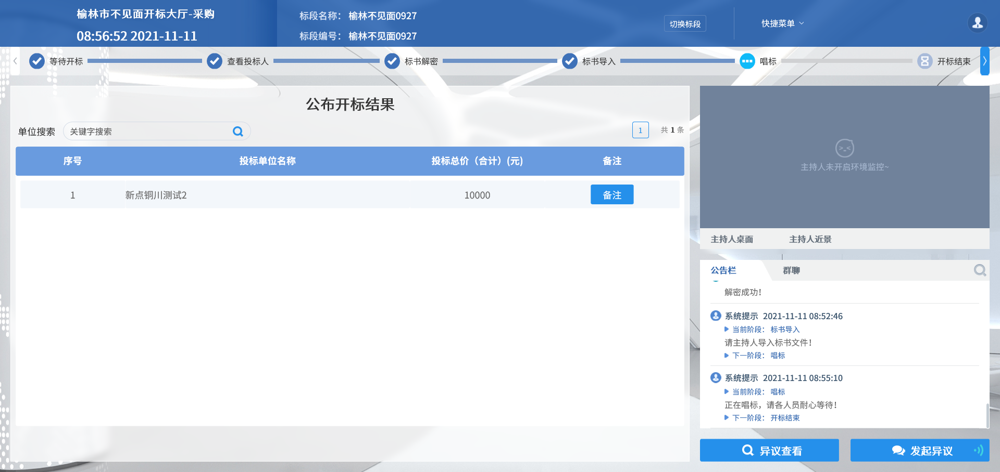 榆林市不见面开标大厅-采购
08:56:52 2021-11-11
标段名称： 榆林不见面0927
标段编号： 榆林不见面0927
切换标段
快捷菜单
等待开标
查看投标人
标书解密
标书导入
唱标
开标结束
公布开标结果
单位搜索
关键字搜索
1
共 1 条
序号 投标单位名称 投标总价（合计）(元) 备注
1 新点铜川测试2 10000 备注
主持人未开启环境监控~
主持人桌面
主持人近景
公告栏
群聊
解密成功！
系统提示 2021-11-11 08:52:46
当前阶段： 标书导入
请主持人导入标书文件！
下一阶段： 唱标
系统提示 2021-11-11 08:55:10
当前阶段： 唱标
正在唱标，请各人员耐心等待！
下一阶段： 开标结束
异议查看
发起异议